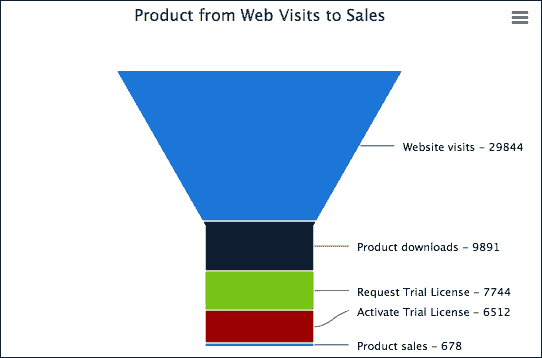 Product from Web Visits to Sales
Website visits - 29844
Product downloads - 9891
Request Trial License - 7744
Activate Trial License - 6512
Product sales - 678